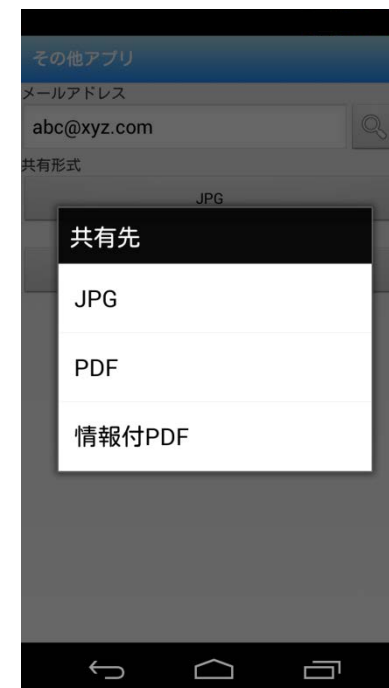 その他アプリ
メールアドレス
abc@xyz.com
共有形式
JPG
共有先
JPG
PDF
情報付PDF